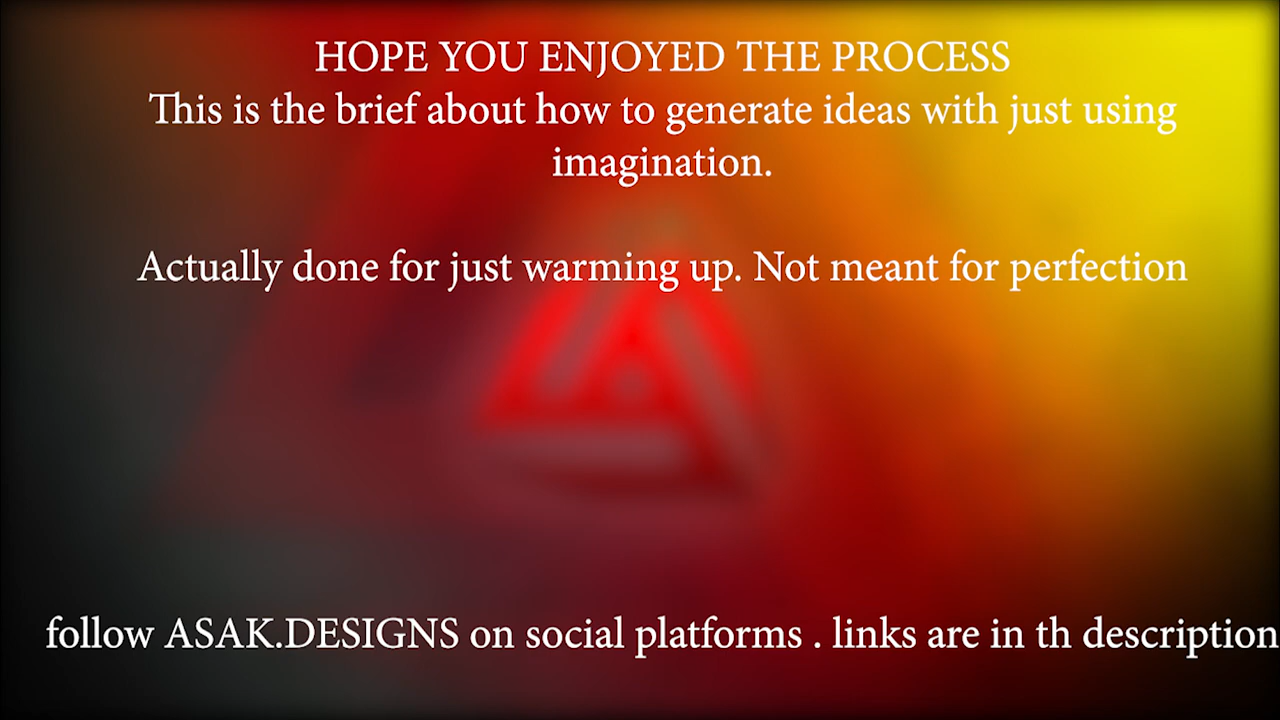 HOPE YOU ENJOYED THE PROCESS
This is the brief about how to generate ideas with just using
imagination.
Actually done for just warming up. Not meant for perfection
follow ASAK.DESIGNS on social platforms . links are in th description